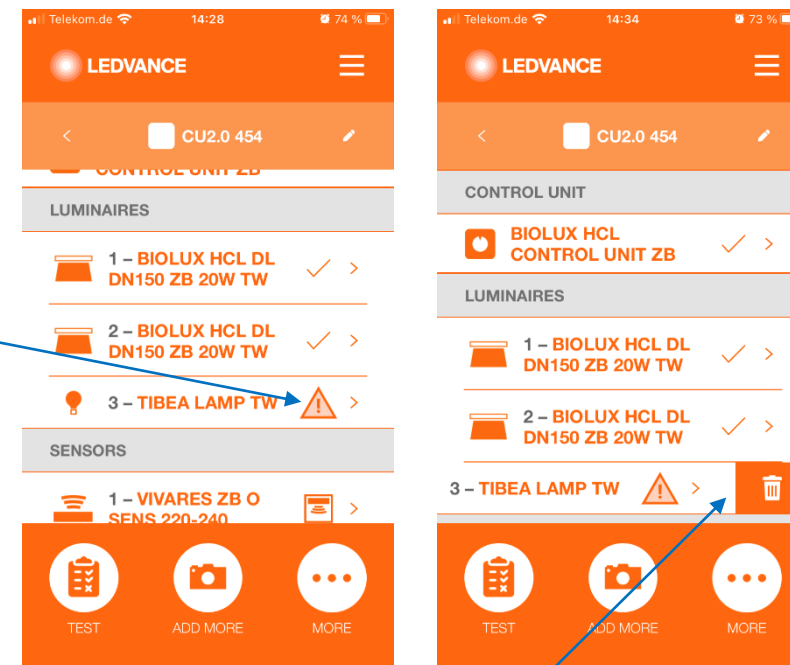 Telekom.de 14:28 74 %
LEDVANCE
CU2.0 454
CONTROL UNIT ZB
LUMINAIRES
1 – BIOLUX HCL DL
DN150 ZB 20W TW
2 – BIOLUX HCL DL
DN150 ZB 20W TW
3 – TIBEA LAMP TW
SENSORS
1 – VIVARES ZB O
SENS 220-240
TEST ADD MORE MORE
Telekom.de 14:34 73 %
LEDVANCE
CU2.0 454
CONTROL UNIT
BIOLUX HCL
CONTROL UNIT ZB
LUMINAIRES
1 – BIOLUX HCL DL
DN150 ZB 20W TW
2 – BIOLUX HCL DL
DN150 ZB 20W TW
3 – TIBEA LAMP TW
TEST ADD MORE MORE